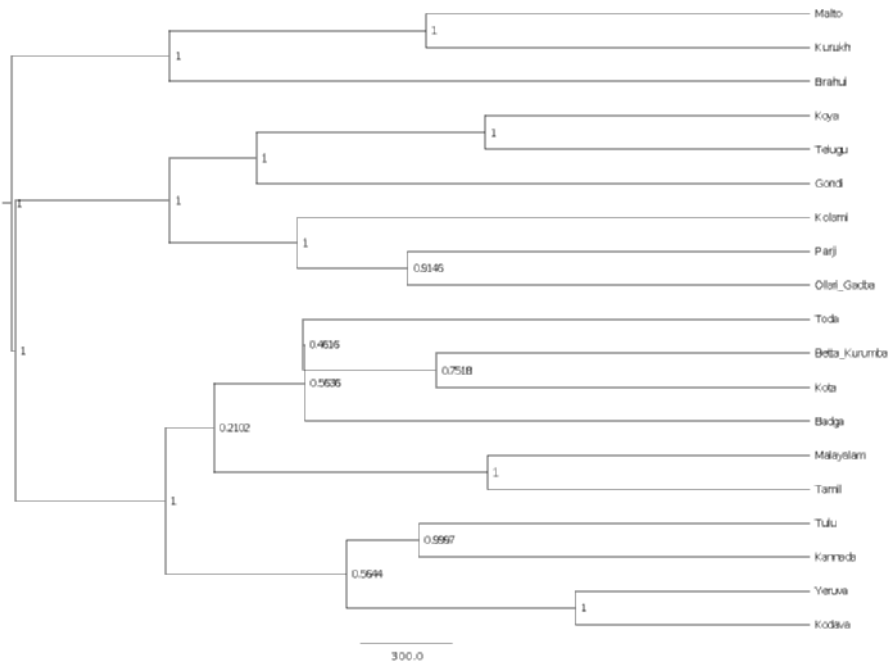 Malto
1
Kurukh
1
Brahui
Koya
1
Telugu
1
Gondi
1
1
Kolami
1
Parji
0.9146
Ollari_Gadba
Toda
0.4616
1
Betta_Kurumba
0.7518
0.5636
Kota
Badga
0.2102
Malayalam
1
Tamil
1
Tulu
0.9997
Kannada
0.5644
Yeruva
1
Kodava
300.0